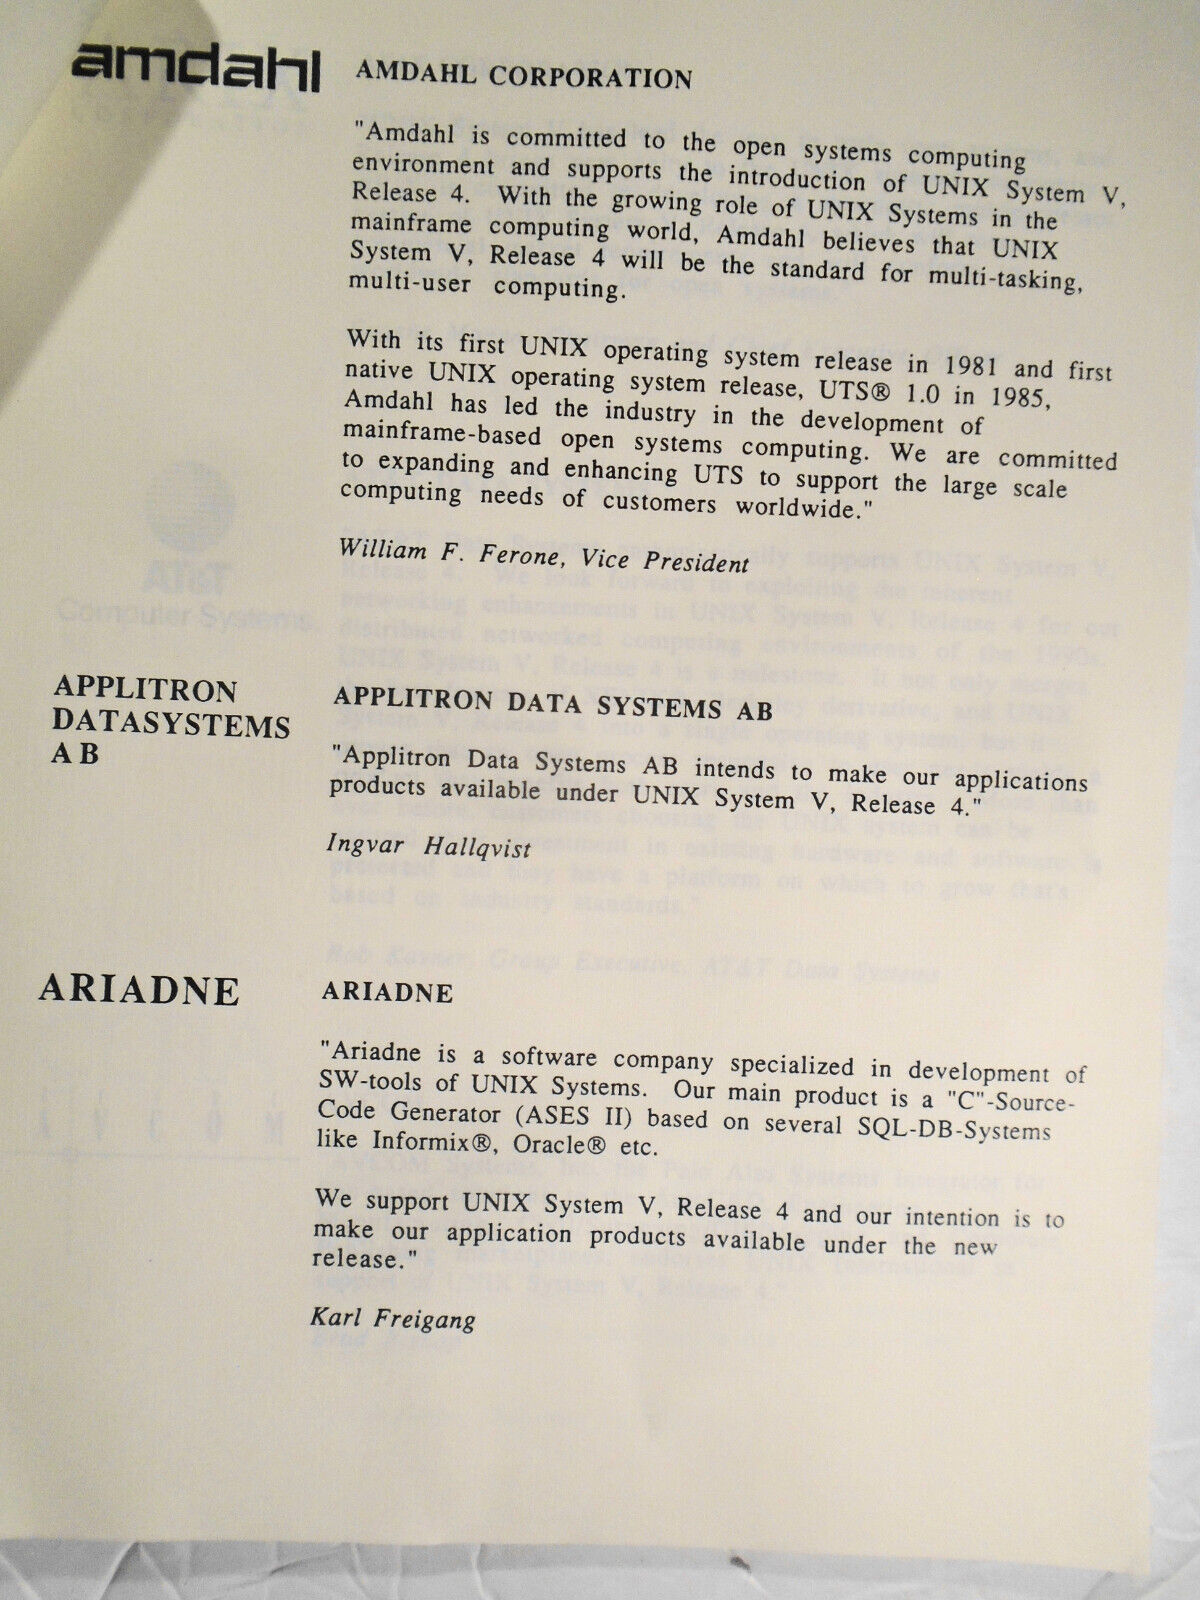 amdahl
AMDAHL CORPORATION
"Amdahl is committed to the open systems computing
environment and supports the introduction of UNIX System V,
Release 4. With the growing role of UNIX Systems in the
mainframe computing world, Amdahl believes that UNIX
System V, Release 4 will be the standard for multi-tasking,
multi-user computing.
With its first UNIX operating system release in 1981 and first
native UNIX operating system release, UTS® 1.0 in 1985,
Amdahl has led the industry in the development of
mainframe-based open systems computing. We are committed
to expanding and enhancing UTS to support the large scale
computing needs of customers worldwide."
William F. Ferone, Vice President
APPLITRON
DATASYSTEMS
AB
APPLITRON DATA SYSTEMS AB
"Applitron Data Systems AB intends to make our applications
products available under UNIX System V, Release 4."
Ingvar Hallqvist
ARIADNE
ARIADNE
"Ariadne is a software company specialized in development of
SW-tools of UNIX Systems. Our main product is a "C"-Source-
Code Generator (ASES II) based on several SQL-DB-Systems
like Informix®, Oracle® etc.
We support UNIX System V, Release 4 and our intention is to
make our application products available under the new
release."
Karl Freigang
AT&T
Computer Systems